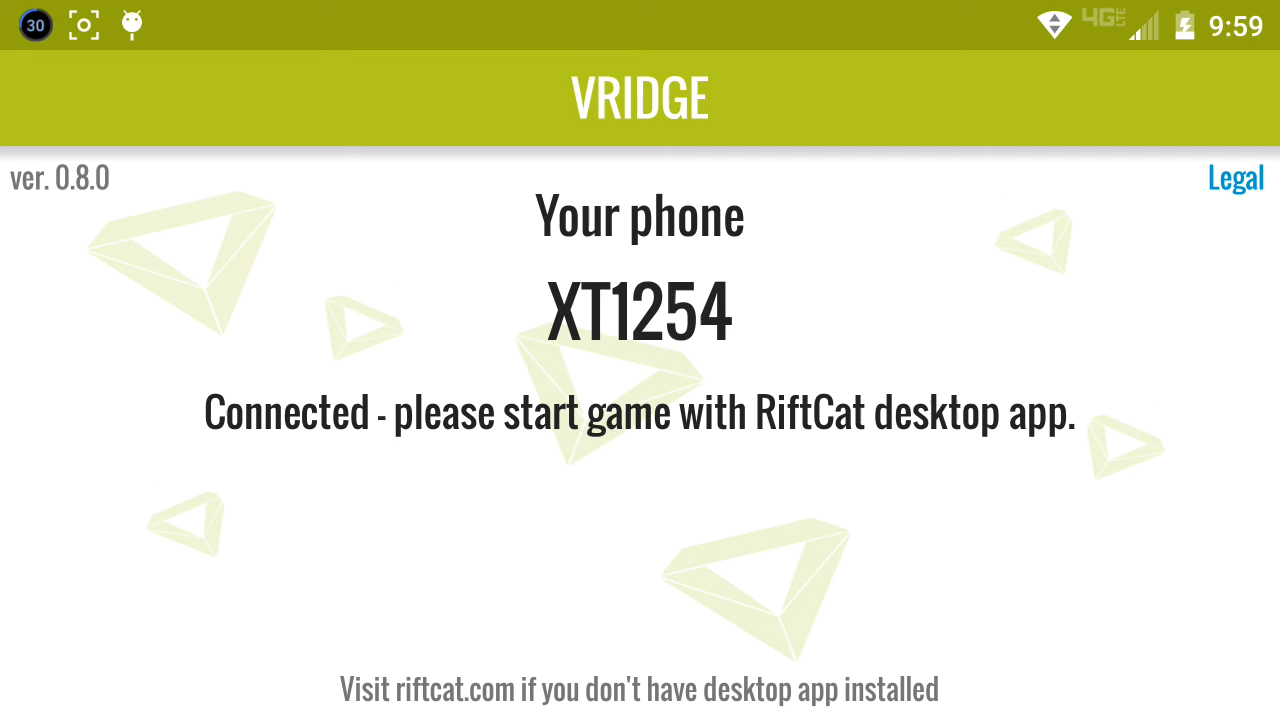 30
4G LTE
9:59
VRIDGE
ver. 0.8.0
Legal
Your phone
XT1254
Connected - please start game with RiftCat desktop app.
Visit riftcat.com if you don't have desktop app installed